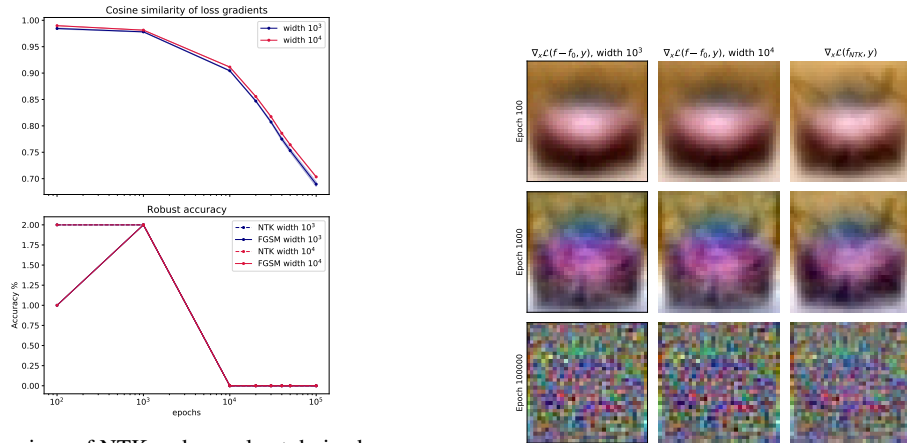 Cosine similarity of loss gradients
1.00
0.95
0.90
0.85
0.80
0.75
0.70
width 10³
width 10⁴
Robust accuracy
2.00
1.75
1.50
1.25
1.00
0.75
0.50
0.25
0.00
Accuracy %
NTK width 10³
FGSM width 10³
NTK width 10⁴
FGSM width 10⁴
10² 10³ 10⁴ 10⁵
epochs
∇ₓℒ(f − f₀, y), width 10³
∇ₓℒ(f − f₀, y), width 10⁴
∇ₓℒ(f_NTK, y)
Epoch 100
Epoch 1000
Epoch 100000